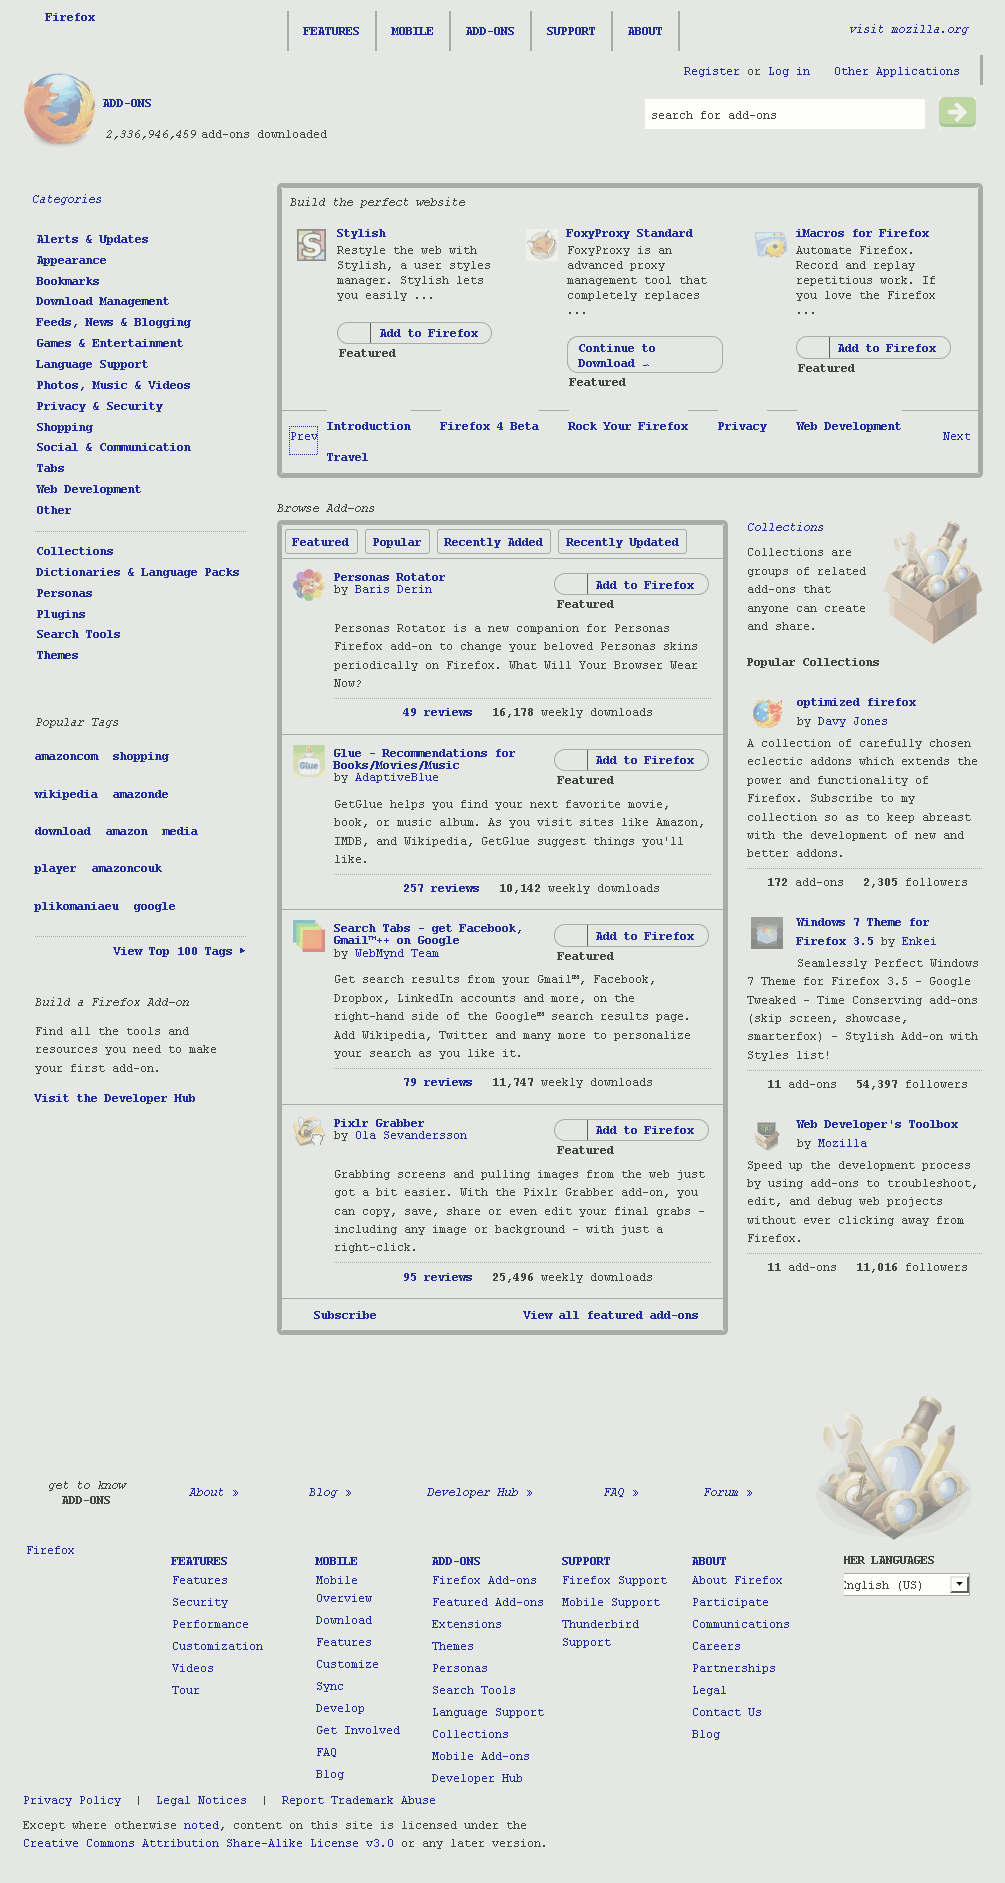 Firefox
FEATURES
MOBILE
ADD-ONS
SUPPORT
ABOUT
visit mozilla.org
Register or Log in
Other Applications
ADD-ONS
2,336,946,459 add-ons downloaded
search for add-ons
Categories
Alerts & Updates
Appearance
Bookmarks
Download Management
Feeds, News & Blogging
Games & Entertainment
Language Support
Photos, Music & Videos
Privacy & Security
Shopping
Social & Communication
Tabs
Web Development
Other
Collections
Dictionaries & Language Packs
Personas
Plugins
Search Tools
Themes
Popular Tags
amazoncom shopping
wikipedia amazonde
download amazon media
player amazoncouk
plikomaniaeu google
View Top 100 Tags ▸
Build a Firefox Add-on
Find all the tools and
resources you need to make
your first add-on.
Visit the Developer Hub
Build the perfect website
Stylish
Restyle the web with
Stylish, a user styles
manager. Stylish lets
you easily ...
Add to Firefox
Featured
FoxyProxy Standard
FoxyProxy is an
advanced proxy
management tool that
completely replaces
...
Continue to
Download →
Featured
iMacros for Firefox
Automate Firefox.
Record and replay
repetitious work. If
you love the Firefox
...
Add to Firefox
Featured
Prev
Introduction
Firefox 4 Beta
Rock Your Firefox
Privacy
Web Development
Travel
Next
Browse Add-ons
Featured
Popular
Recently Added
Recently Updated
Personas Rotator
by Baris Derin
Add to Firefox
Featured
Personas Rotator is a new companion for Personas
Firefox add-on to change your beloved Personas skins
periodically on Firefox. What Will Your Browser Wear
Now?
49 reviews 16,178 weekly downloads
Glue - Recommendations for
Books/Movies/Music
by AdaptiveBlue
Add to Firefox
Featured
GetGlue helps you find your next favorite movie,
book, or music album. As you visit sites like Amazon,
IMDB, and Wikipedia, GetGlue suggest things you'll
like.
257 reviews 10,142 weekly downloads
Search Tabs - get Facebook,
Gmail™++ on Google
by WebMynd Team
Add to Firefox
Featured
Get search results from your Gmail™, Facebook,
Dropbox, LinkedIn accounts and more, on the
right-hand side of the Google™ search results page.
Add Wikipedia, Twitter and many more to personalize
your search as you like it.
79 reviews 11,747 weekly downloads
Pixlr Grabber
by Ola Sevandersson
Add to Firefox
Featured
Grabbing screens and pulling images from the web just
got a bit easier. With the Pixlr Grabber add-on, you
can copy, save, share or even edit your final grabs -
including any image or background - with just a
right-click.
95 reviews 25,496 weekly downloads
Subscribe
View all featured add-ons
Collections
Collections are
groups of related
add-ons that
anyone can create
and share.
Popular Collections
optimized firefox
by Davy Jones
A collection of carefully chosen
eclectic addons which extends the
power and functionality of
Firefox. Subscribe to my
collection so as to keep abreast
with the development of new and
better addons.
172 add-ons 2,305 followers
Windows 7 Theme for
Firefox 3.5 by Enkei
Seamlessly Perfect Windows
7 Theme for Firefox 3.5 - Google
Tweaked - Time Conserving add-ons
(skip screen, showcase,
smarterfox) - Stylish Add-on with
Styles list!
11 add-ons 54,397 followers
Web Developer's Toolbox
by Mozilla
Speed up the development process
by using add-ons to troubleshoot,
edit, and debug web projects
without ever clicking away from
Firefox.
11 add-ons 11,016 followers
get to know
ADD-ONS
About »
Blog »
Developer Hub »
FAQ »
Forum »
Firefox
FEATURES
Features
Security
Performance
Customization
Videos
Tour
MOBILE
Mobile
Overview
Download
Features
Customize
Sync
Develop
Get Involved
FAQ
Blog
ADD-ONS
Firefox Add-ons
Featured Add-ons
Extensions
Themes
Personas
Search Tools
Language Support
Collections
Mobile Add-ons
Developer Hub
SUPPORT
Firefox Support
Mobile Support
Thunderbird
Support
ABOUT
About Firefox
Participate
Communications
Careers
Partnerships
Legal
Contact Us
Blog
HER LANGUAGES
English (US)
Privacy Policy | Legal Notices | Report Trademark Abuse
Except where otherwise noted, content on this site is licensed under the
Creative Commons Attribution Share-Alike License v3.0 or any later version.